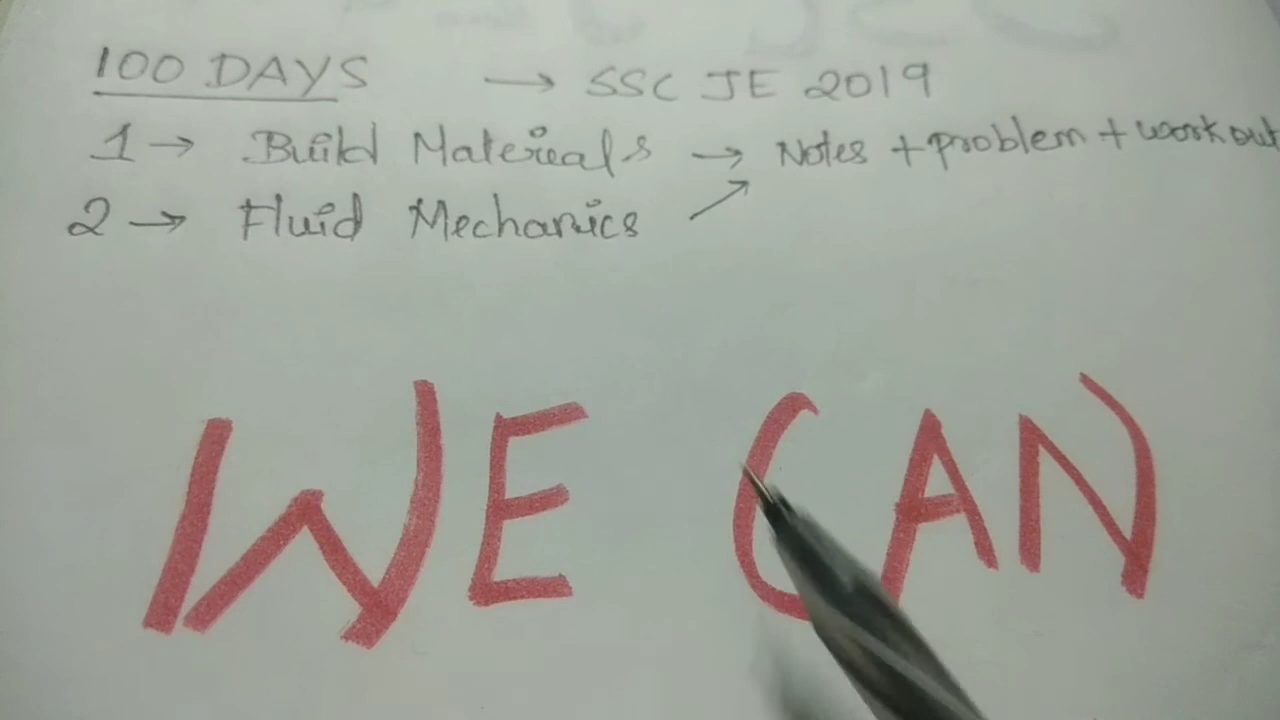 100 DAYS → SSC JE 2019
1 → Build Materials → Notes + problem + workout
2 → Fluid Mechanics ↗
WE CAN